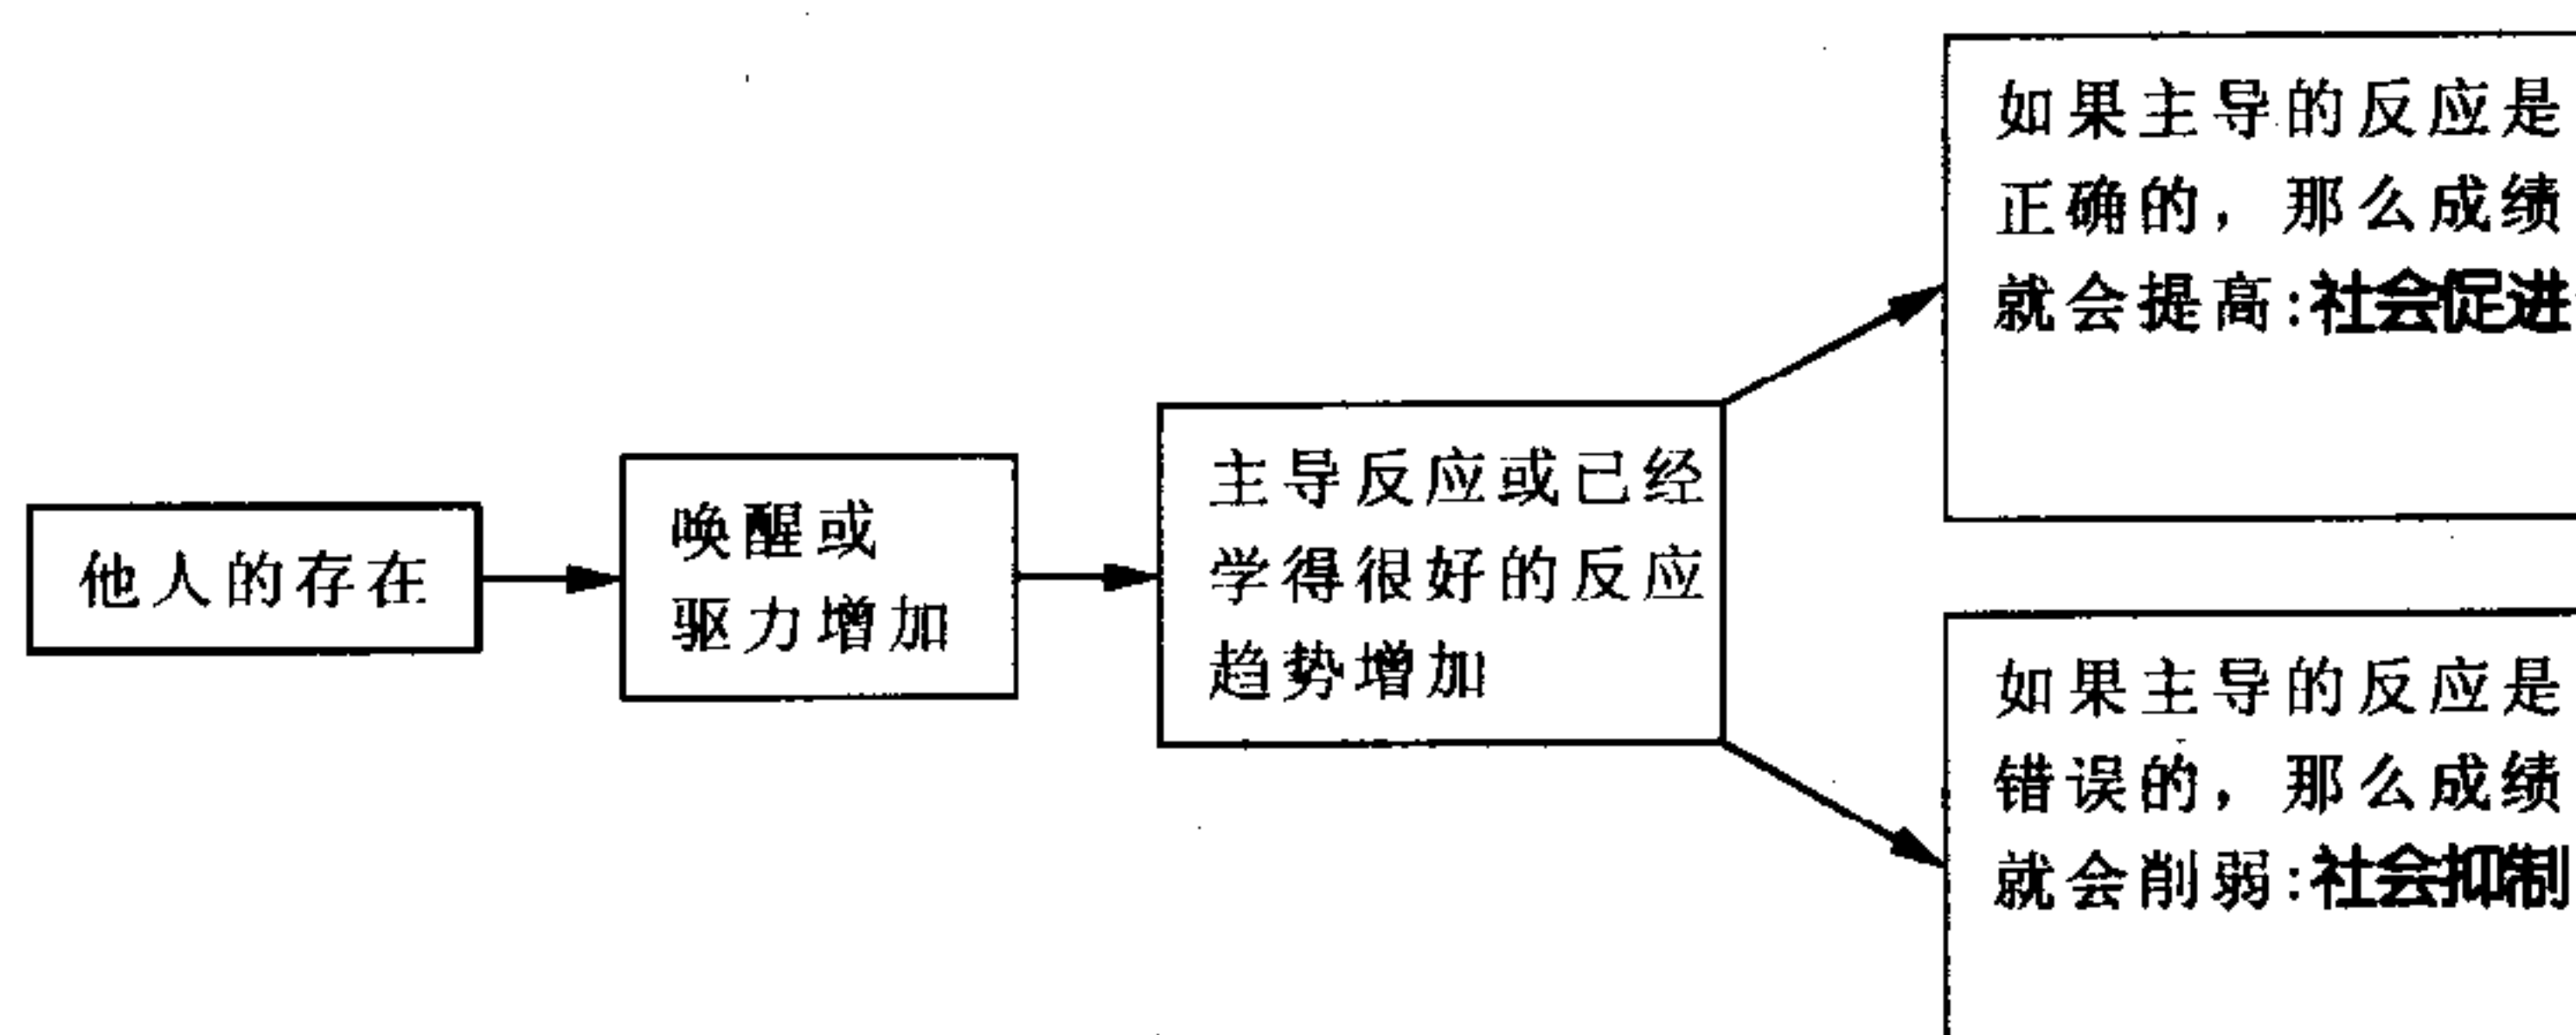 他人的存在
唤醒或
驱力增加
主导反应或已经
学得很好的反应
趋势增加
如果主导的反应是
正确的，那么成绩
就会提高:社会促进
如果主导的反应是
错误的，那么成绩
就会削弱:社会抑制